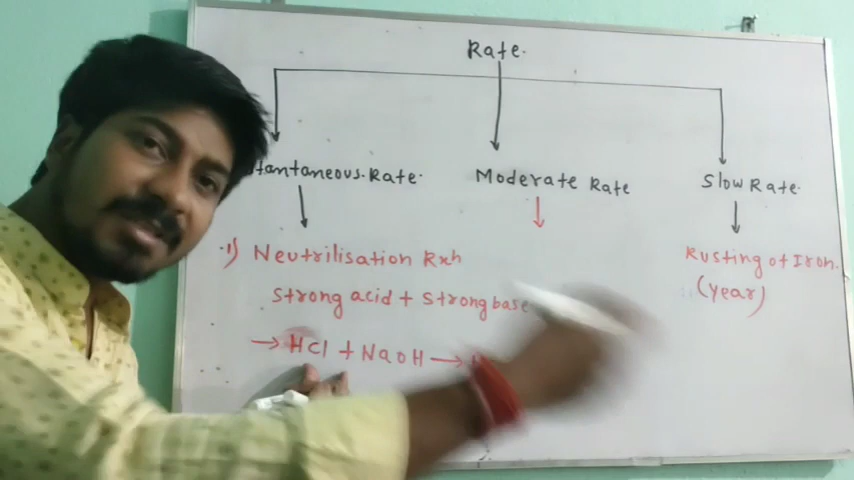 Rate.
stantaneous.Rate.
Moderate Rate
Slow Rate.
1) Neutrilisation Rxn
Strong acid + Strong base
→ HCl + NaOH →
Rusting of Iron.
(year)